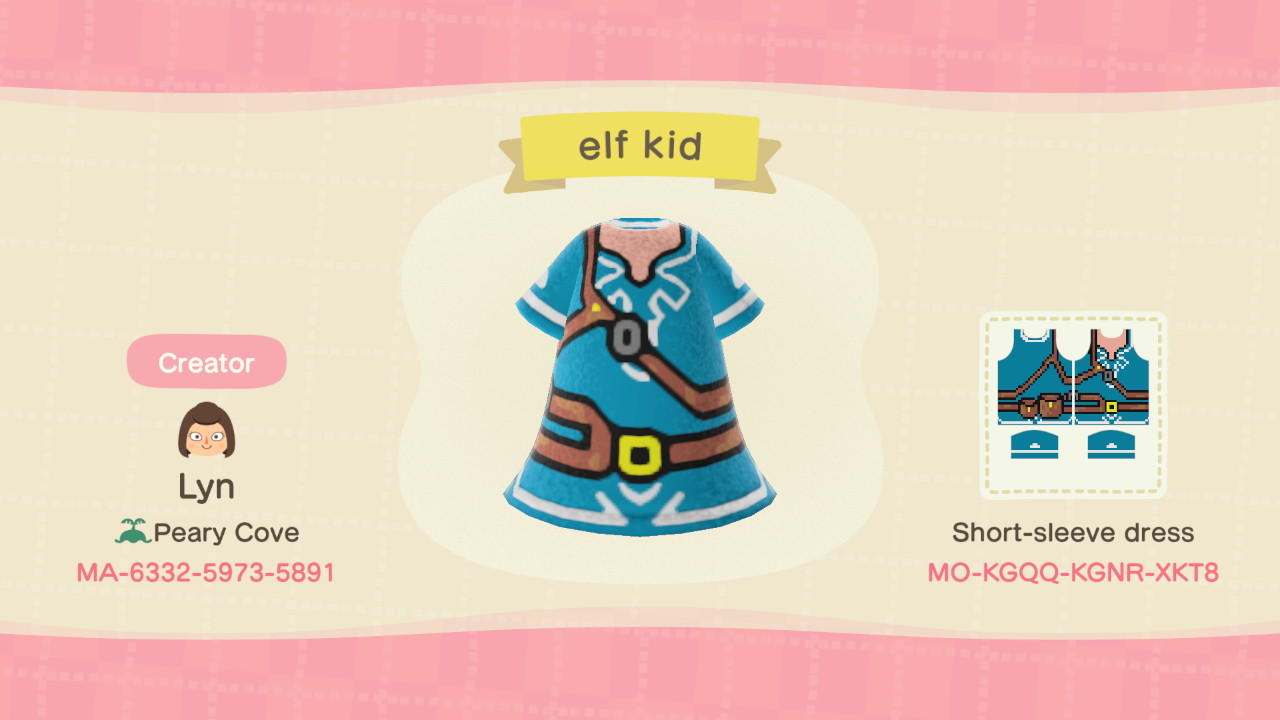 elf kid
Creator
Lyn
Peary Cove
MA-6332-5973-5891
Short-sleeve dress
MO-KGQQ-KGNR-XKT8